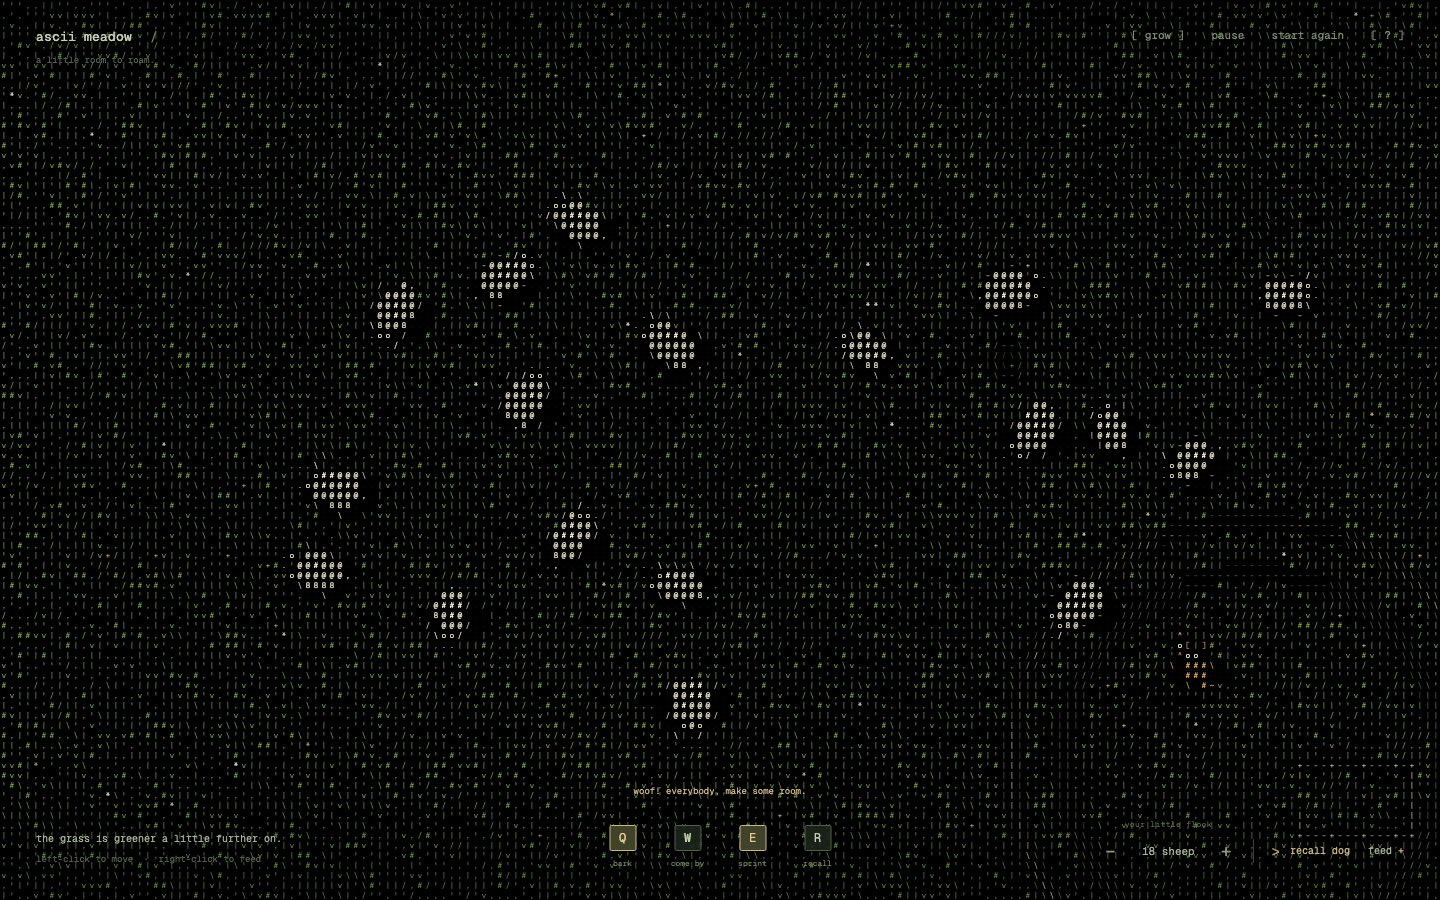 ascii meadow /
a little room to roam
[ grow ] pause start again [ ? ]
woof! everybody, make some room.
the grass is greener a little further on.
left-click to move right-click to feed
Q W E R
bark come by sprint recall
your little flock
− 18 sheep + > recall dog feed +